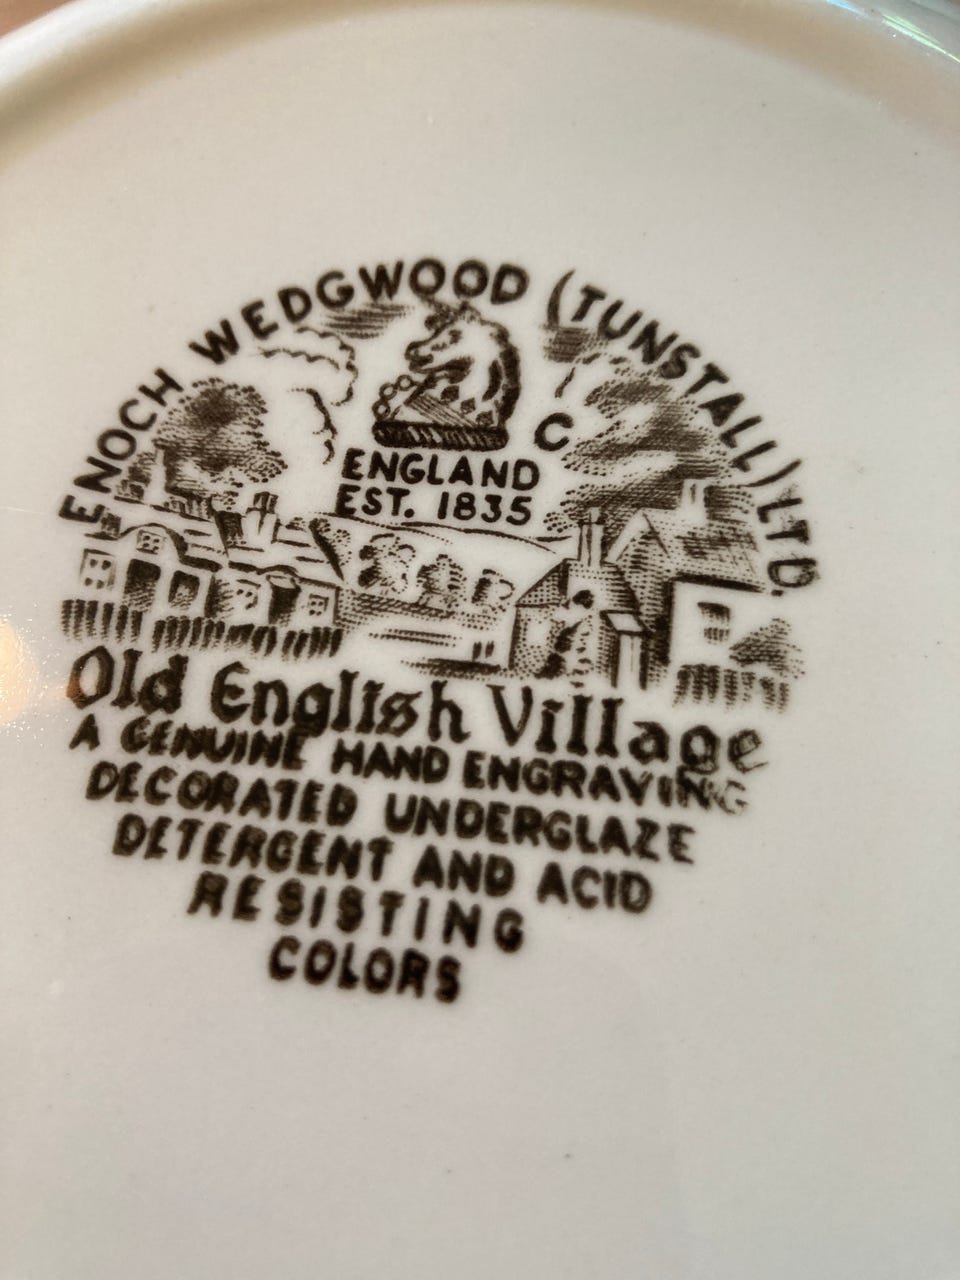 ENOCH WEDGWOOD (TUNSTALL) LTD.
C
ENGLAND
EST. 1835
Old English Village
A GENUINE HAND ENGRAVING
DECORATED UNDERGLAZE
DETERGENT AND ACID
RESISTING
COLORS